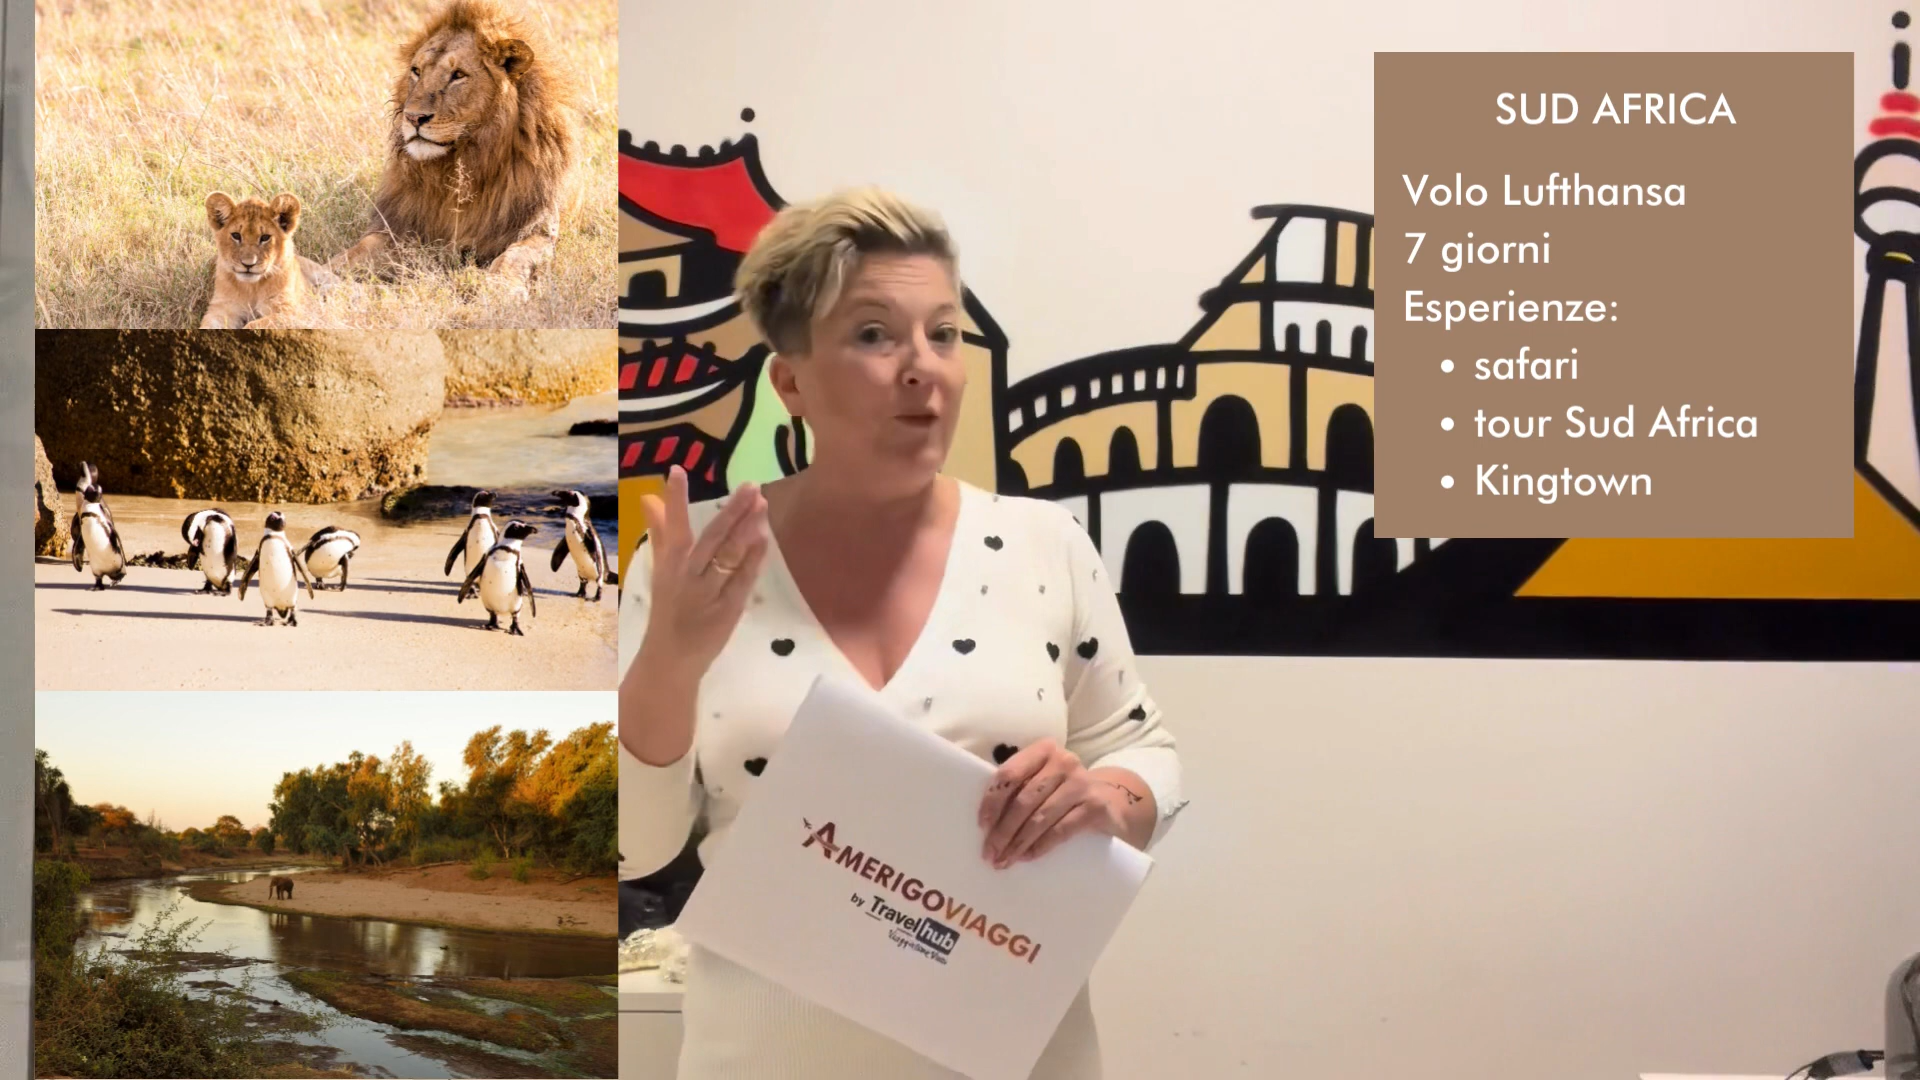 SUD AFRICA
Volo Lufthansa
7 giorni
Esperienze:
• safari
• tour Sud Africa
• Kingtown
AMERIGOVIAGGI
by Travel hub